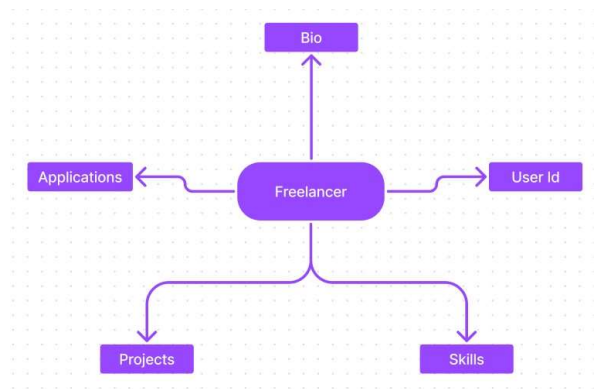 Bio
Applications
Freelancer
User Id
Projects
Skills